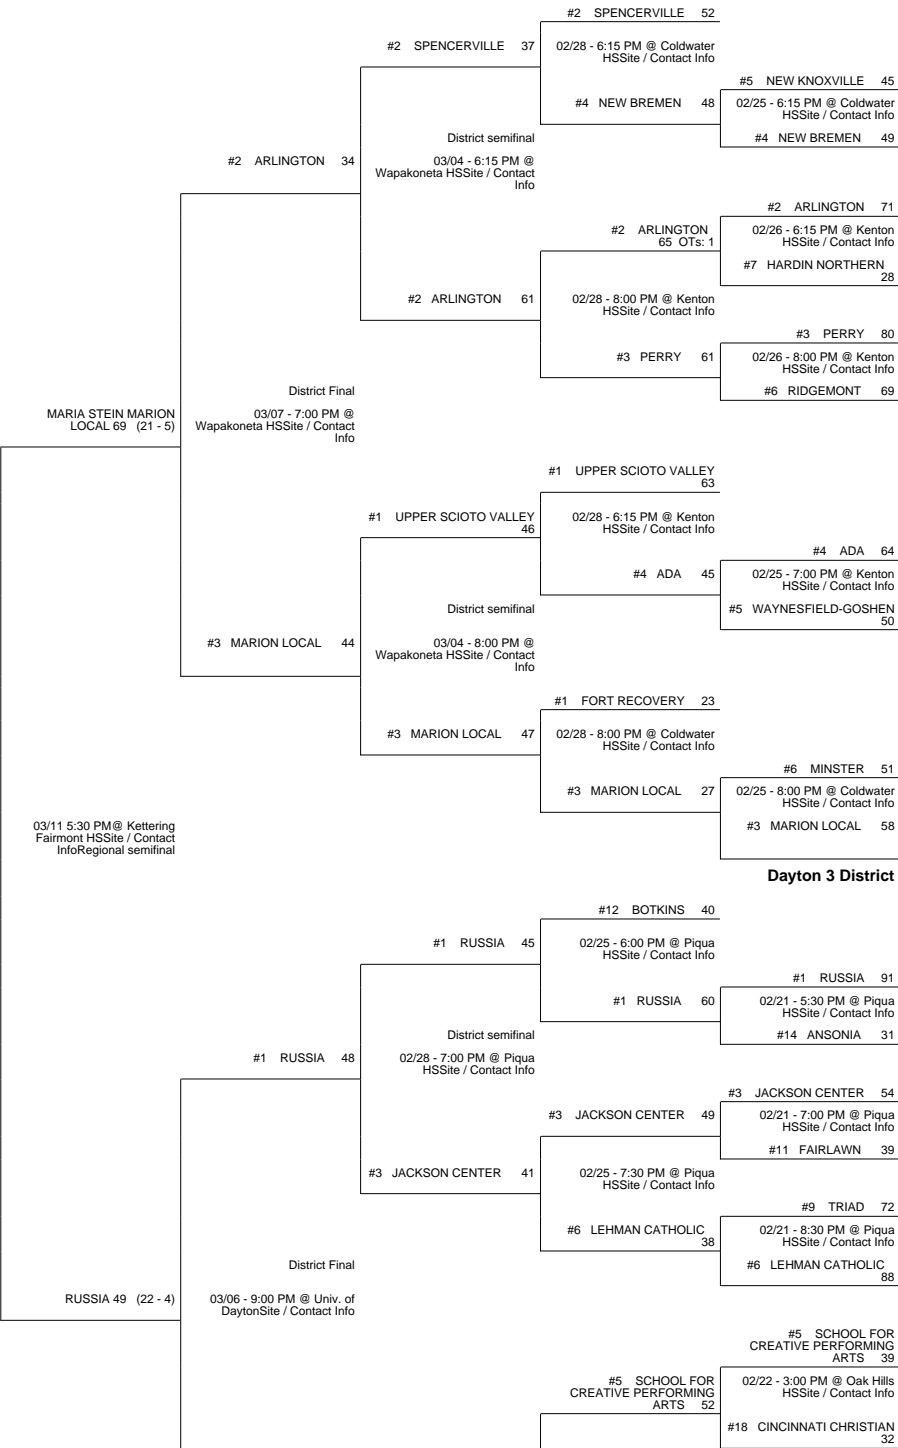 #2 SPENCERVILLE 52
#2 SPENCERVILLE 37
02/28 - 6:15 PM @ Coldwater
HSSite / Contact Info
#5 NEW KNOXVILLE 45
#4 NEW BREMEN 48
02/25 - 6:15 PM @ Coldwater
HSSite / Contact Info
#4 NEW BREMEN 49
District semifinal
#2 ARLINGTON 34
03/04 - 6:15 PM @
Wapakoneta HSSite / Contact
Info
#2 ARLINGTON 71
#2 ARLINGTON
65 OTs: 1
02/26 - 6:15 PM @ Kenton
HSSite / Contact Info
#7 HARDIN NORTHERN
28
#2 ARLINGTON 61
02/28 - 8:00 PM @ Kenton
HSSite / Contact Info
#3 PERRY 80
#3 PERRY 61
02/26 - 8:00 PM @ Kenton
HSSite / Contact Info
#6 RIDGEMONT 69
District Final
MARIA STEIN MARION
LOCAL 69 (21 - 5)
03/07 - 7:00 PM @
Wapakoneta HSSite / Contact
Info
#1 UPPER SCIOTO VALLEY
63
#1 UPPER SCIOTO VALLEY
46
02/28 - 6:15 PM @ Kenton
HSSite / Contact Info
#4 ADA 64
#4 ADA 45
02/25 - 7:00 PM @ Kenton
HSSite / Contact Info
#5 WAYNESFIELD-GOSHEN
50
District semifinal
#3 MARION LOCAL 44
03/04 - 8:00 PM @
Wapakoneta HSSite / Contact
Info
#1 FORT RECOVERY 23
#3 MARION LOCAL 47
02/28 - 8:00 PM @ Coldwater
HSSite / Contact Info
#6 MINSTER 51
#3 MARION LOCAL 27
02/25 - 8:00 PM @ Coldwater
HSSite / Contact Info
#3 MARION LOCAL 58
03/11 5:30 PM@ Kettering
Fairmont HSSite / Contact
InfoRegional semifinal
Dayton 3 District
#12 BOTKINS 40
#1 RUSSIA 45
02/25 - 6:00 PM @ Piqua
HSSite / Contact Info
#1 RUSSIA 91
#1 RUSSIA 60
02/21 - 5:30 PM @ Piqua
HSSite / Contact Info
#14 ANSONIA 31
District semifinal
#1 RUSSIA 48
02/28 - 7:00 PM @ Piqua
HSSite / Contact Info
#3 JACKSON CENTER 54
#3 JACKSON CENTER 49
02/21 - 7:00 PM @ Piqua
HSSite / Contact Info
#11 FAIRLAWN 39
#3 JACKSON CENTER 41
02/25 - 7:30 PM @ Piqua
HSSite / Contact Info
#9 TRIAD 72
#6 LEHMAN CATHOLIC
38
02/21 - 8:30 PM @ Piqua
HSSite / Contact Info
#6 LEHMAN CATHOLIC
88
District Final
RUSSIA 49 (22 - 4)
03/06 - 9:00 PM @ Univ. of
DaytonSite / Contact Info
#5 SCHOOL FOR
CREATIVE PERFORMING
ARTS 39
#5 SCHOOL FOR
CREATIVE PERFORMING
ARTS 52
02/22 - 3:00 PM @ Oak Hills
HSSite / Contact Info
#18 CINCINNATI CHRISTIAN
32